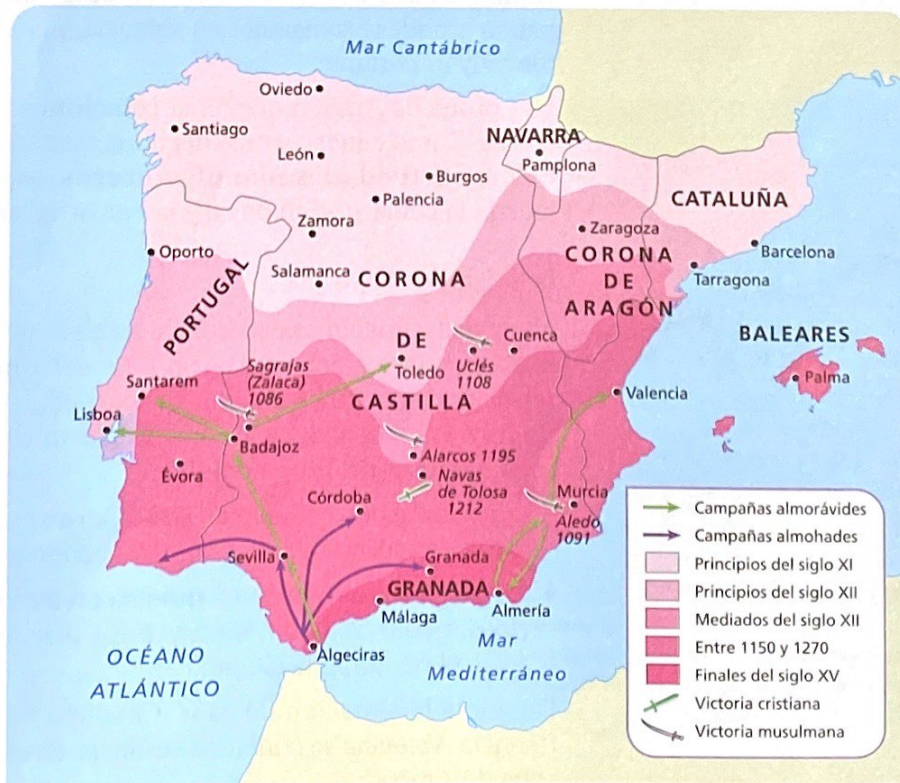 Mar Cantábrico
Oviedo
Santiago
León
NAVARRA
Pamplona
Burgos
Palencia
CATALUÑA
Zamora
Zaragoza
Oporto
Barcelona
Salamanca
CORONA
CORONA
DE
ARAGÓN
Tarragona
PORTUGAL
BALEARES
DE
Cuenca
Uclés
1108
Toledo
Sagrajas
(Zalaca)
1086
Santarem
Palma
CASTILLA
Valencia
Lisboa
Badajoz
Alarcos 1195
Évora
Navas
de Tolosa
1212
Córdoba
Murcia
Aledo
1091
Sevilla
Granada
GRANADA
Almería
Málaga
Algeciras
Mar
Mediterráneo
OCÉANO
ATLÁNTICO
Campañas almorávides
Campañas almohades
Principios del siglo XI
Principios del siglo XII
Mediados del siglo XII
Entre 1150 y 1270
Finales del siglo XV
Victoria cristiana
Victoria musulmana